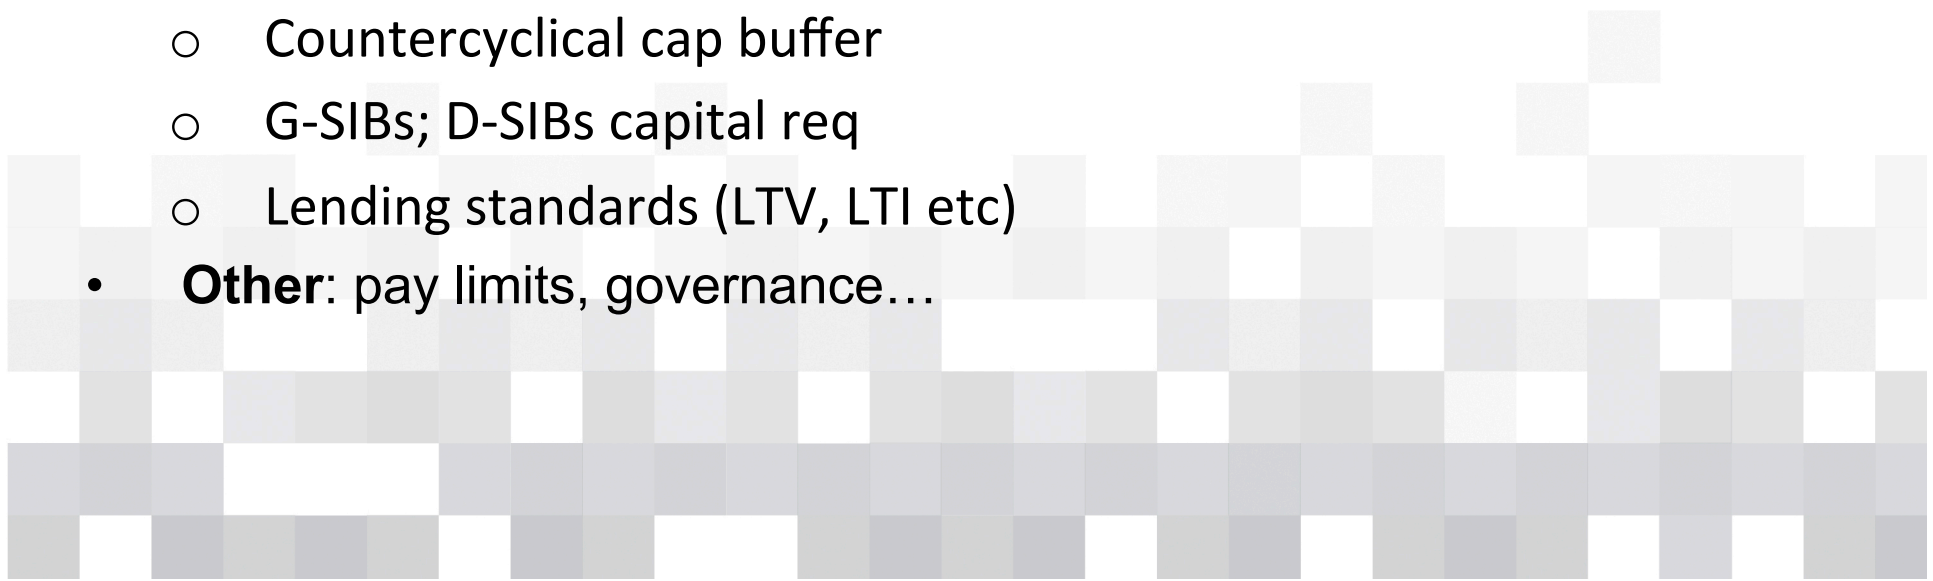 o Countercyclical cap buffer
o G-SIBs; D-SIBs capital req
o Lending standards (LTV, LTI etc)
• Other: pay limits, governance…